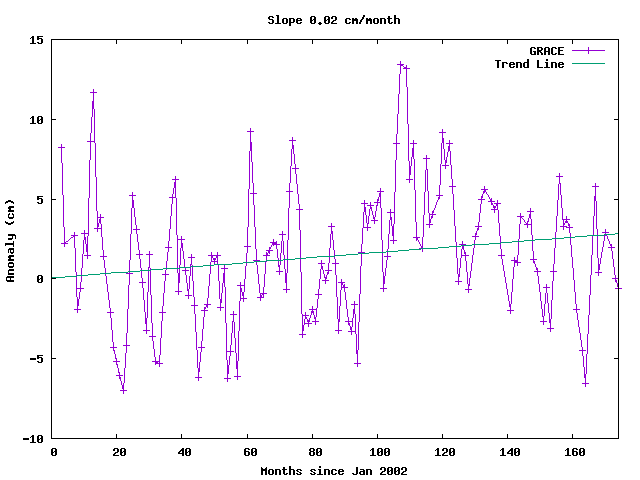 Slope 0.02 cm/month
GRACE
Trend Line
15
10
5
0
-5
-10
Anomaly (cm)
0 20 40 60 80 100 120 140 160
Months since Jan 2002